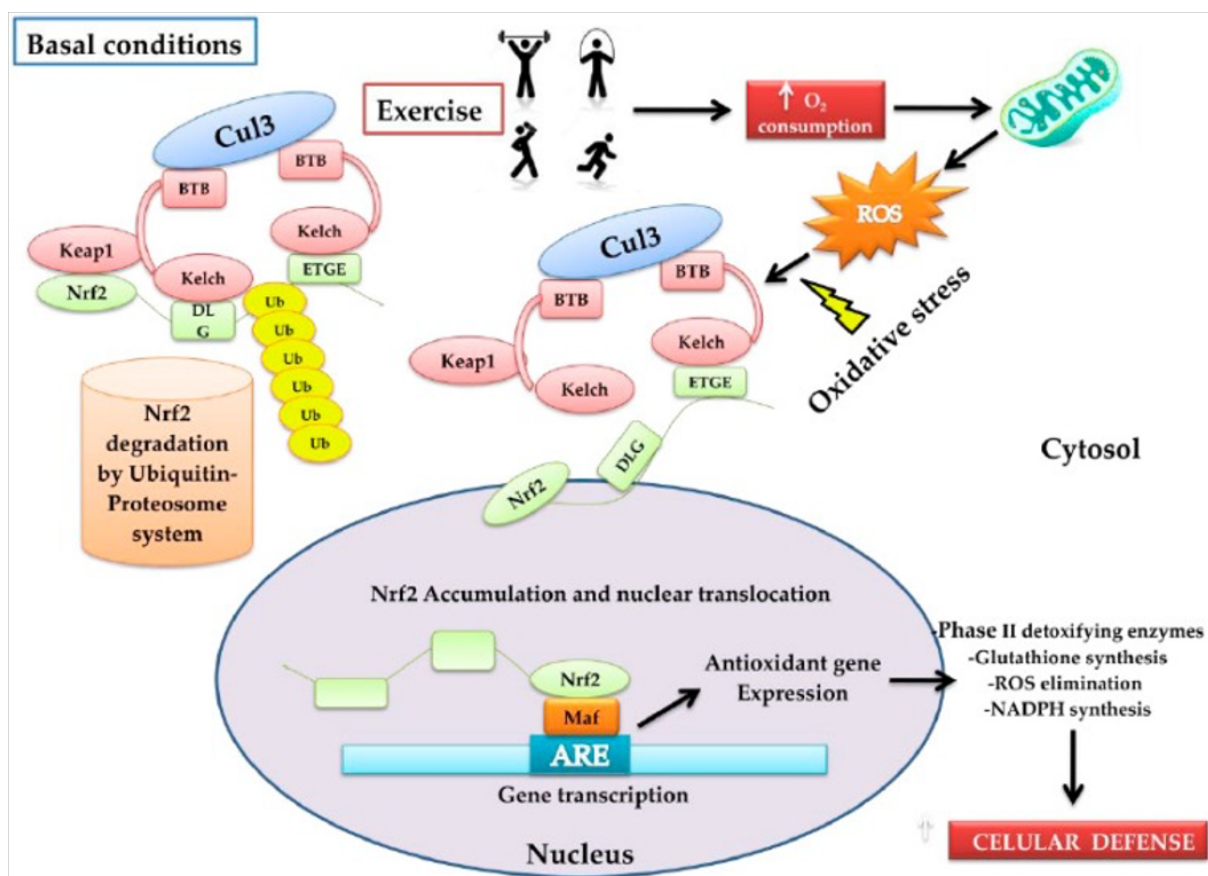 Basal conditions
Exercise
↑ O₂
consumption
Cul3
BTB
BTB
Keap1
Kelch
Kelch
Nrf2
DL
G
ETGE
Ub
Ub
Ub
Ub
Ub
Ub
Nrf2
degradation
by Ubiquitin-
Proteosome
system
ROS
Oxidative stress
Cul3
BTB
BTB
Keap1
Kelch
Kelch
ETGE
DLG
Nrf2
Cytosol
Nrf2 Accumulation and nuclear translocation
Nrf2
Maf
ARE
Gene transcription
Antioxidant gene
Expression
Nucleus
-Phase II detoxifying enzymes
-Glutathione synthesis
-ROS elimination
-NADPH synthesis
CELLULAR DEFENSE